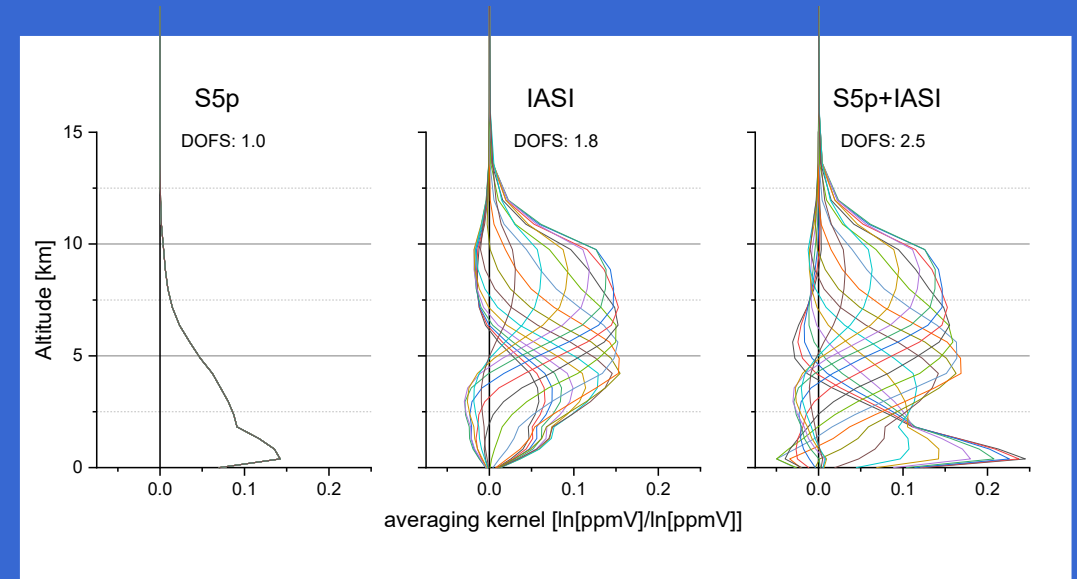 S5p
IASI
S5p+IASI
DOFS: 1.0
DOFS: 1.8
DOFS: 2.5
15
10
5
0
Altitude [km]
0.0 0.1 0.2
0.0 0.1 0.2
0.0 0.1 0.2
averaging kernel [ln[ppmV]/ln[ppmV]]